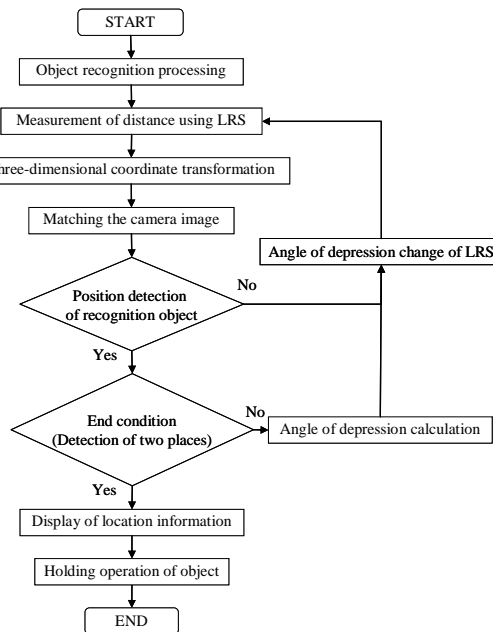 START
Object recognition processing
Measurement of distance using LRS
hree-dimensional coordinate transformation
Matching the camera image
Angle of depression change of LRS
No
Position detection
of recognition object
Yes
No
End condition
(Detection of two places)
Angle of depression calculation
Yes
Display of location information
Holding operation of object
END